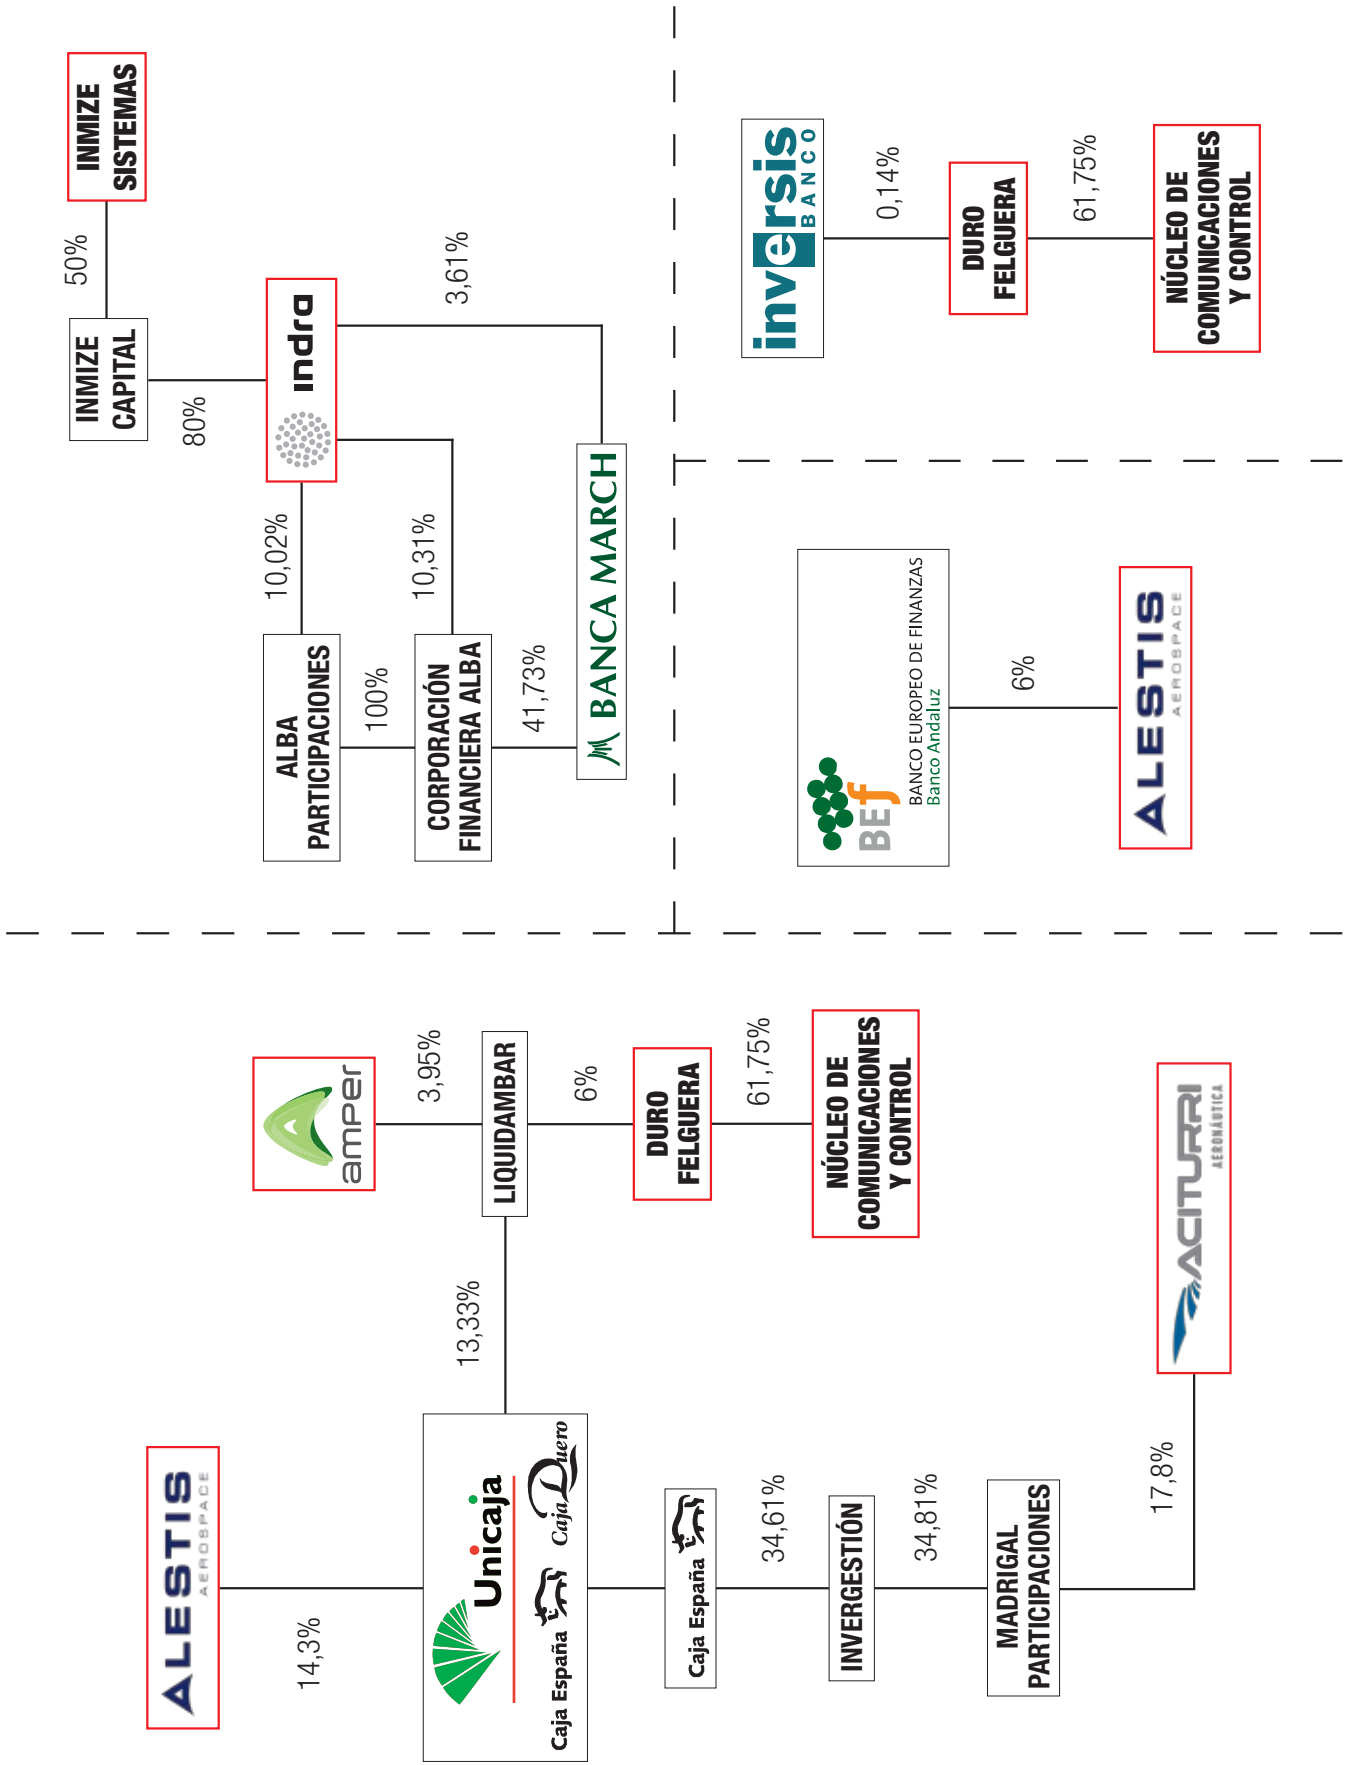 ALESTIS
AEROSPACE
14,3%
Unicaja
Caja España
Caja Duero
13,33%
amper
3,95%
LIQUIDAMBAR
6%
DURO
FELGUERA
61,75%
NÚCLEO DE
COMUNICACIONES
Y CONTROL
Caja España
34,61%
INVERGESTIÓN
34,81%
MADRIGAL
PARTICIPACIONES
17,8%
ACITURRI
AERONÁUTICA
INMIZE
CAPITAL
50%
INMIZE
SISTEMAS
80%
ALBA
PARTICIPACIONES
10,02%
indra
100%
CORPORACIÓN
FINANCIERA ALBA
10,31%
3,61%
41,73%
BANCA MARCH
BEf
BANCO EUROPEO DE FINANZAS
Banco Andaluz
6%
ALESTIS
AEROSPACE
inversis
BANCO
0,14%
DURO
FELGUERA
61,75%
NÚCLEO DE
COMUNICACIONES
Y CONTROL